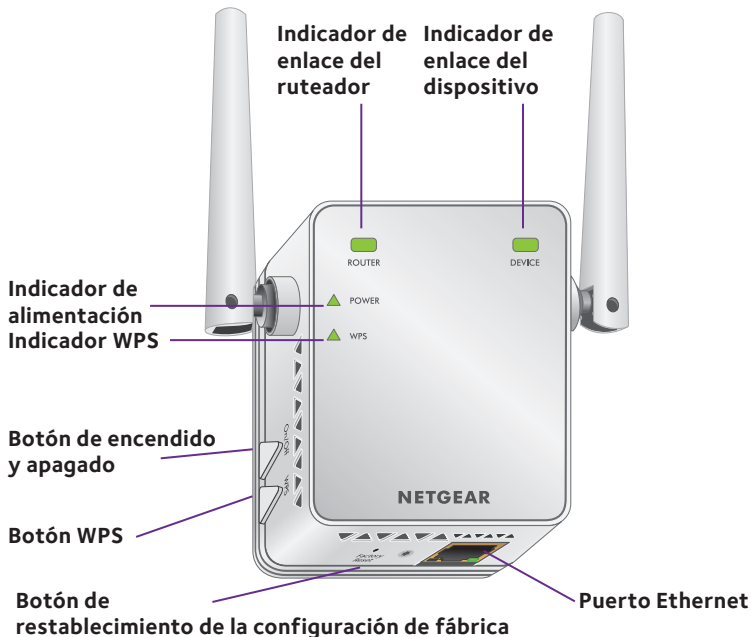 Indicador de
enlace del
ruteador
Indicador de
enlace del
dispositivo
ROUTER
DEVICE
Indicador de
alimentación
POWER
Indicador WPS
WPS
Botón de encendido
y apagado
On/Off
WPS
Botón WPS
NETGEAR
Factory
Reset
Puerto Ethernet
Botón de
restablecimiento de la configuración de fábrica